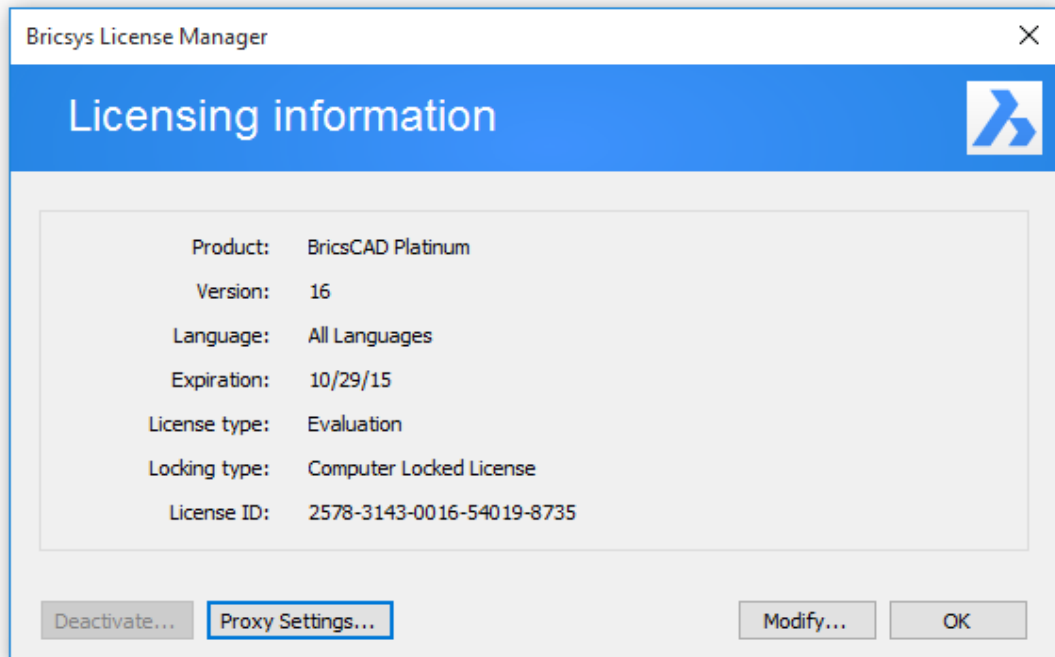 Bricsys License Manager
Licensing information
Product: BricsCAD Platinum
Version: 16
Language: All Languages
Expiration: 10/29/15
License type: Evaluation
Locking type: Computer Locked License
License ID: 2578-3143-0016-54019-8735
Deactivate... Proxy Settings... Modify... OK